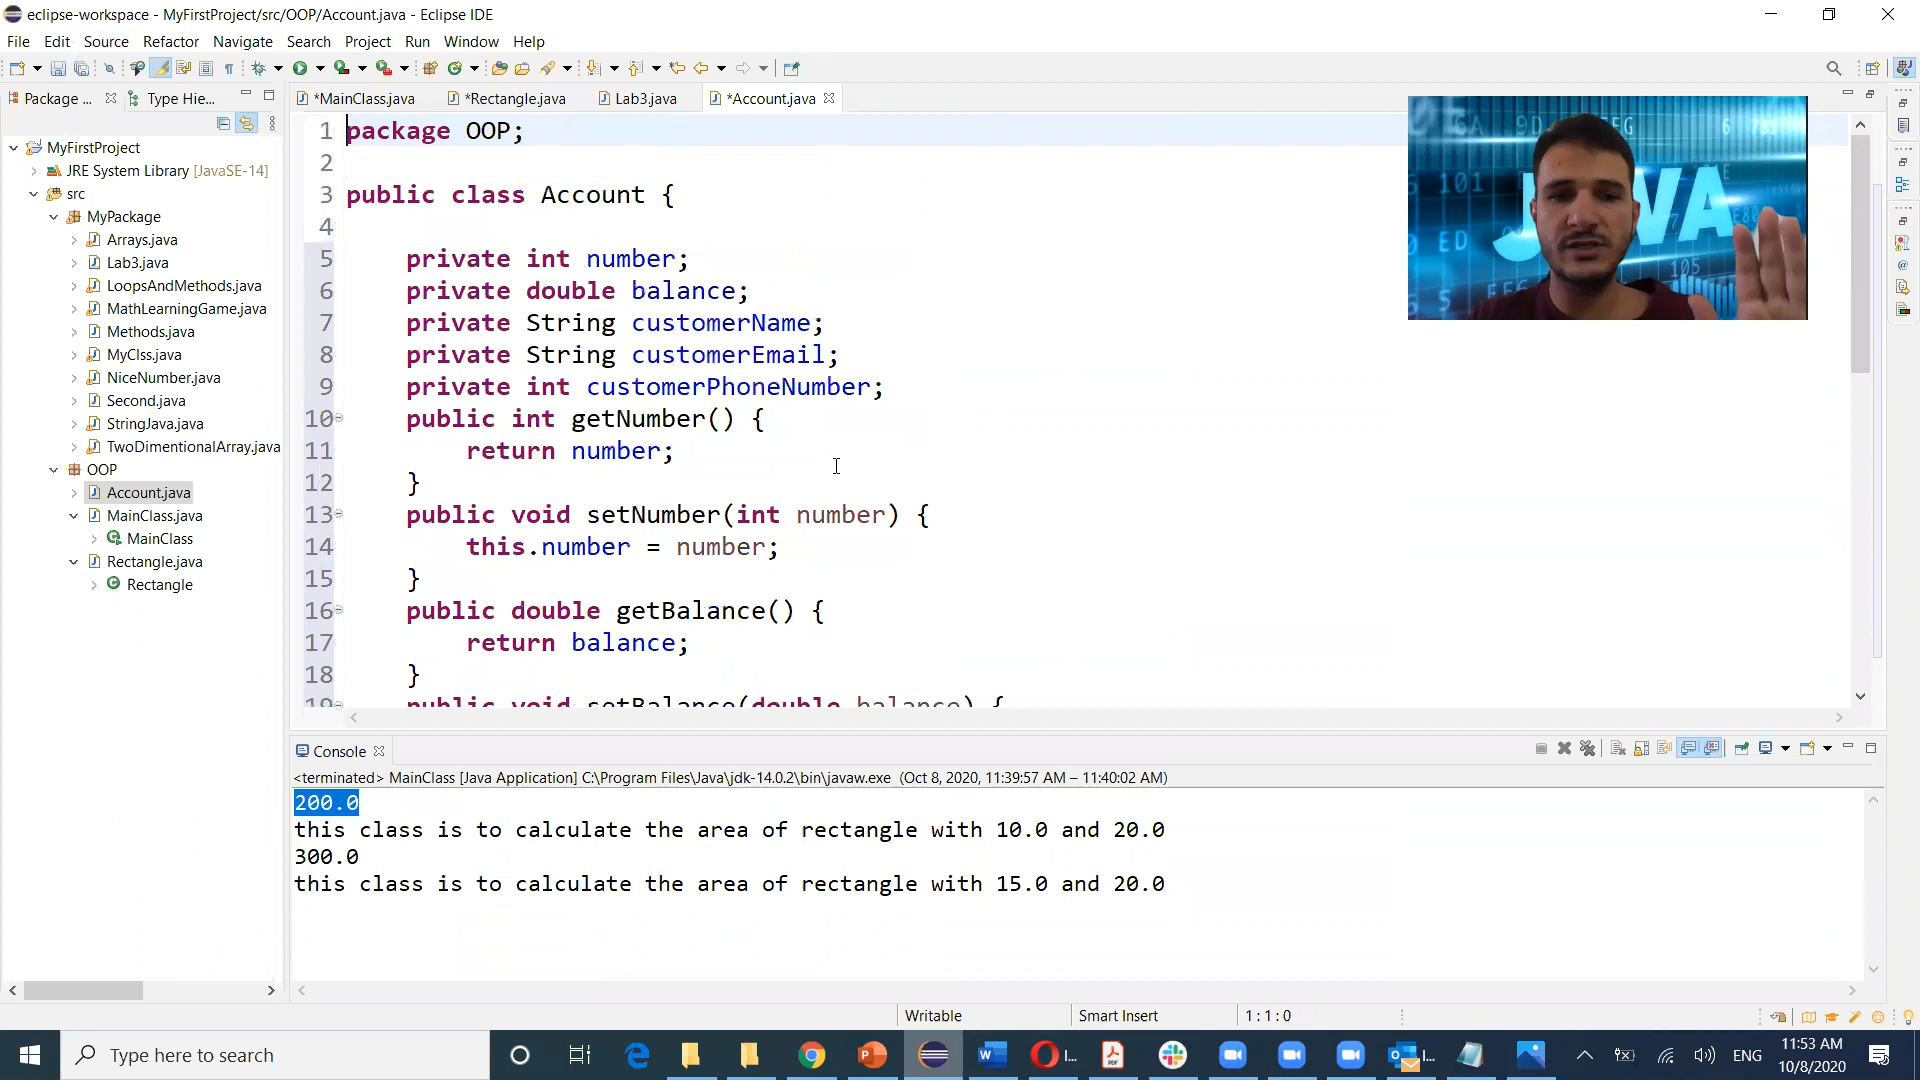 eclipse-workspace - MyFirstProject/src/OOP/Account.java - Eclipse IDE
File Edit Source Refactor Navigate Search Project Run Window Help
Package ... Type Hie...
*MainClass.java *Rectangle.java Lab3.java *Account.java
MyFirstProject
JRE System Library [JavaSE-14]
src
MyPackage
Arrays.java
Lab3.java
LoopsAndMethods.java
MathLearningGame.java
Methods.java
MyClss.java
NiceNumber.java
Second.java
StringJava.java
TwoDimentionalArray.java
OOP
Account.java
MainClass.java
MainClass
Rectangle.java
Rectangle
1 package OOP;
2
3 public class Account {
4
5 private int number;
6 private double balance;
7 private String customerName;
8 private String customerEmail;
9 private int customerPhoneNumber;
10 public int getNumber() {
11 return number;
12 }
13 public void setNumber(int number) {
14 this.number = number;
15 }
16 public double getBalance() {
17 return balance;
18 }
19 public void setBalance(double balance) {
JAVA
Console
<terminated> MainClass [Java Application] C:\Program Files\Java\jdk-14.0.2\bin\javaw.exe (Oct 8, 2020, 11:39:57 AM – 11:40:02 AM)
200.0
this class is to calculate the area of rectangle with 10.0 and 20.0
300.0
this class is to calculate the area of rectangle with 15.0 and 20.0
Writable Smart Insert 1 : 1 : 0
Type here to search
ENG
11:53 AM
10/8/2020